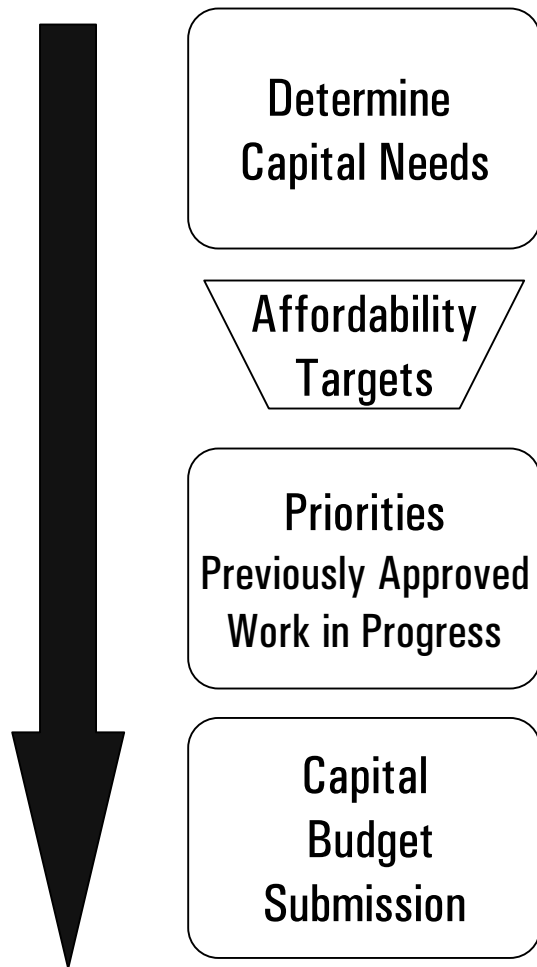 Determine
Capital Needs
Affordability
Targets
Priorities
Previously Approved
Work in Progress
Capital
Budget
Submission